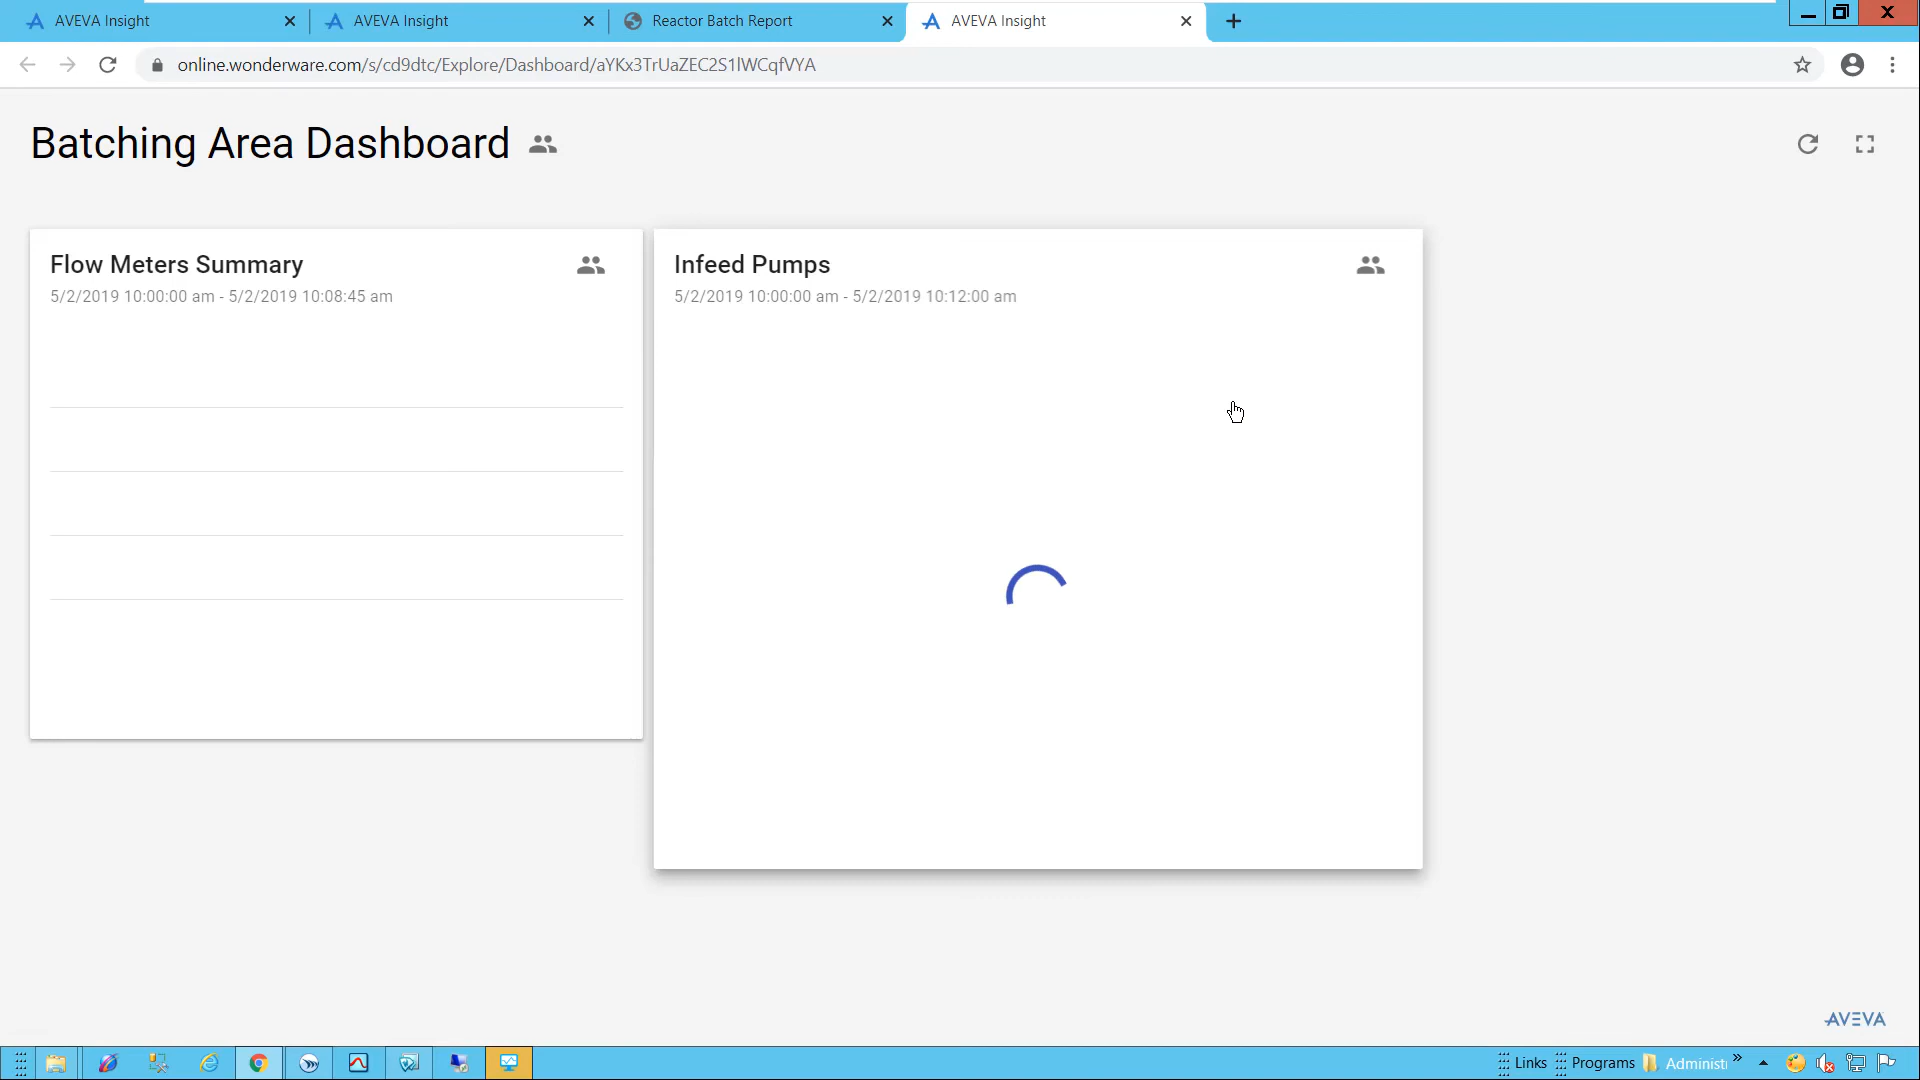 AVEVA Insight
AVEVA Insight
Reactor Batch Report
AVEVA Insight
online.wonderware.com/s/cd9dtc/Explore/Dashboard/aYKx3TrUaZEC2S1lWCqfVYA
Batching Area Dashboard
Flow Meters Summary
5/2/2019 10:00:00 am - 5/2/2019 10:08:45 am
Infeed Pumps
5/2/2019 10:00:00 am - 5/2/2019 10:12:00 am
AVEVA
Links
Programs
Administ